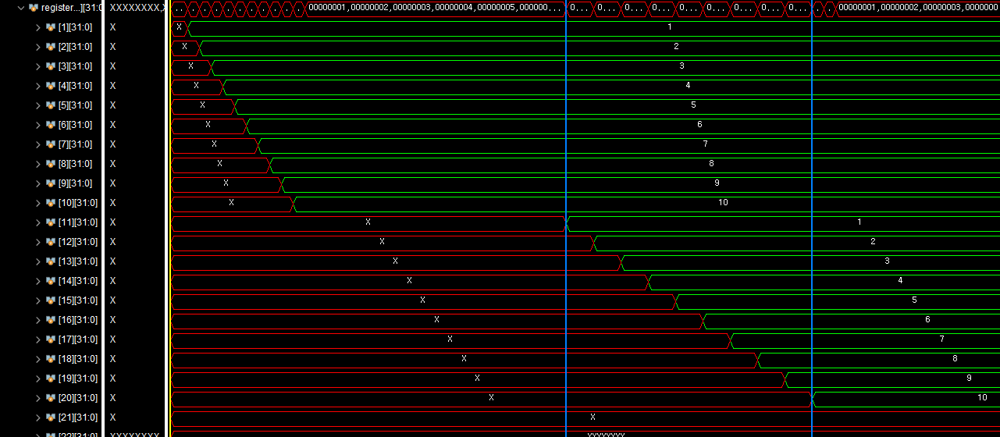 register...][31:0 XXXXXXXX,X ... 00000001,00000002,00000003,00000004,00000005,000000... 0... 0... 0... 0... 0... 0... 0... 0... 0... 00000001,00000002,00000003,0000000
[1][31:0] X X 1
[2][31:0] X X 2
[3][31:0] X X 3
[4][31:0] X X 4
[5][31:0] X X 5
[6][31:0] X X 6
[7][31:0] X X 7
[8][31:0] X X 8
[9][31:0] X X 9
[10][31:0] X X 10
[11][31:0] X X 1
[12][31:0] X X 2
[13][31:0] X X 3
[14][31:0] X X 4
[15][31:0] X X 5
[16][31:0] X X 6
[17][31:0] X X 7
[18][31:0] X X 8
[19][31:0] X X 9
[20][31:0] X X 10
[21][31:0] X X
[22][31:0] XXXXXXXX XXXXXXXX